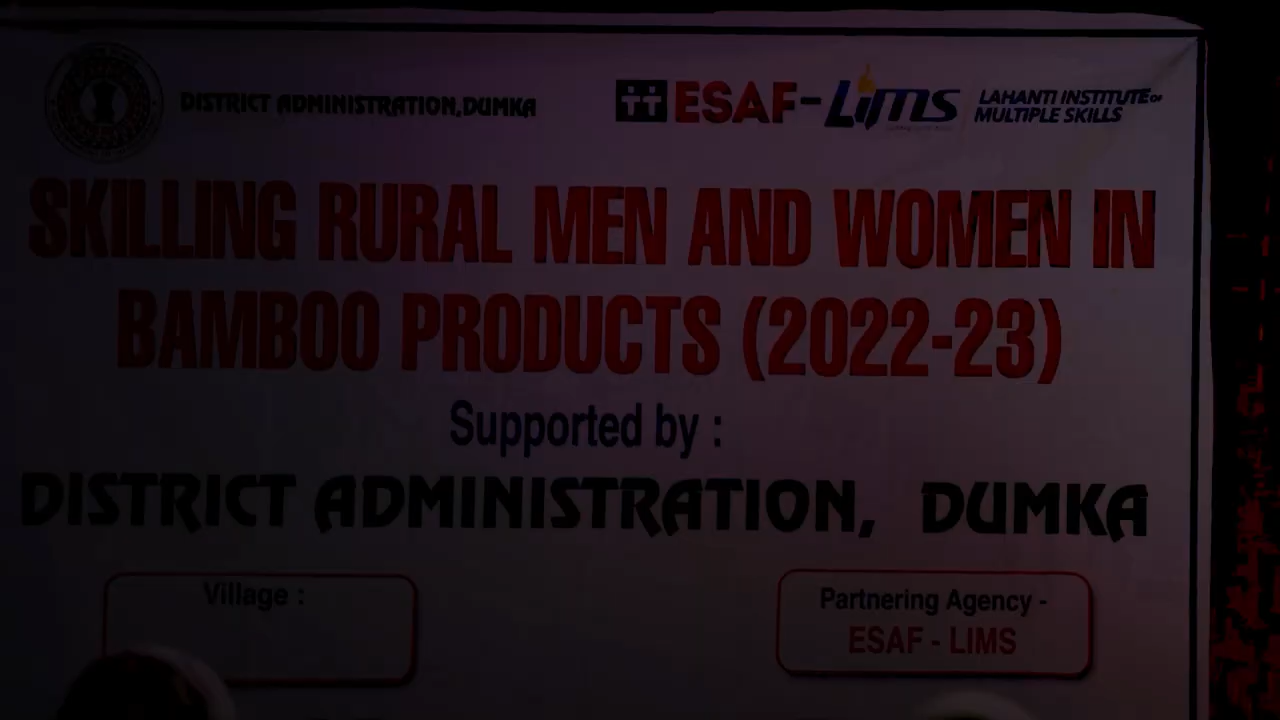 DISTRICT ADMINISTRATION,DUMKA
ESAF-LiMS
LAHANTI INSTITUTE OF
MULTIPLE SKILLS
SKILLING RURAL MEN AND WOMEN IN
BAMBOO PRODUCTS (2022-23)
Supported by :
DISTRICT ADMINISTRATION, DUMKA
Village :
Partnering Agency -
ESAF - LIMS